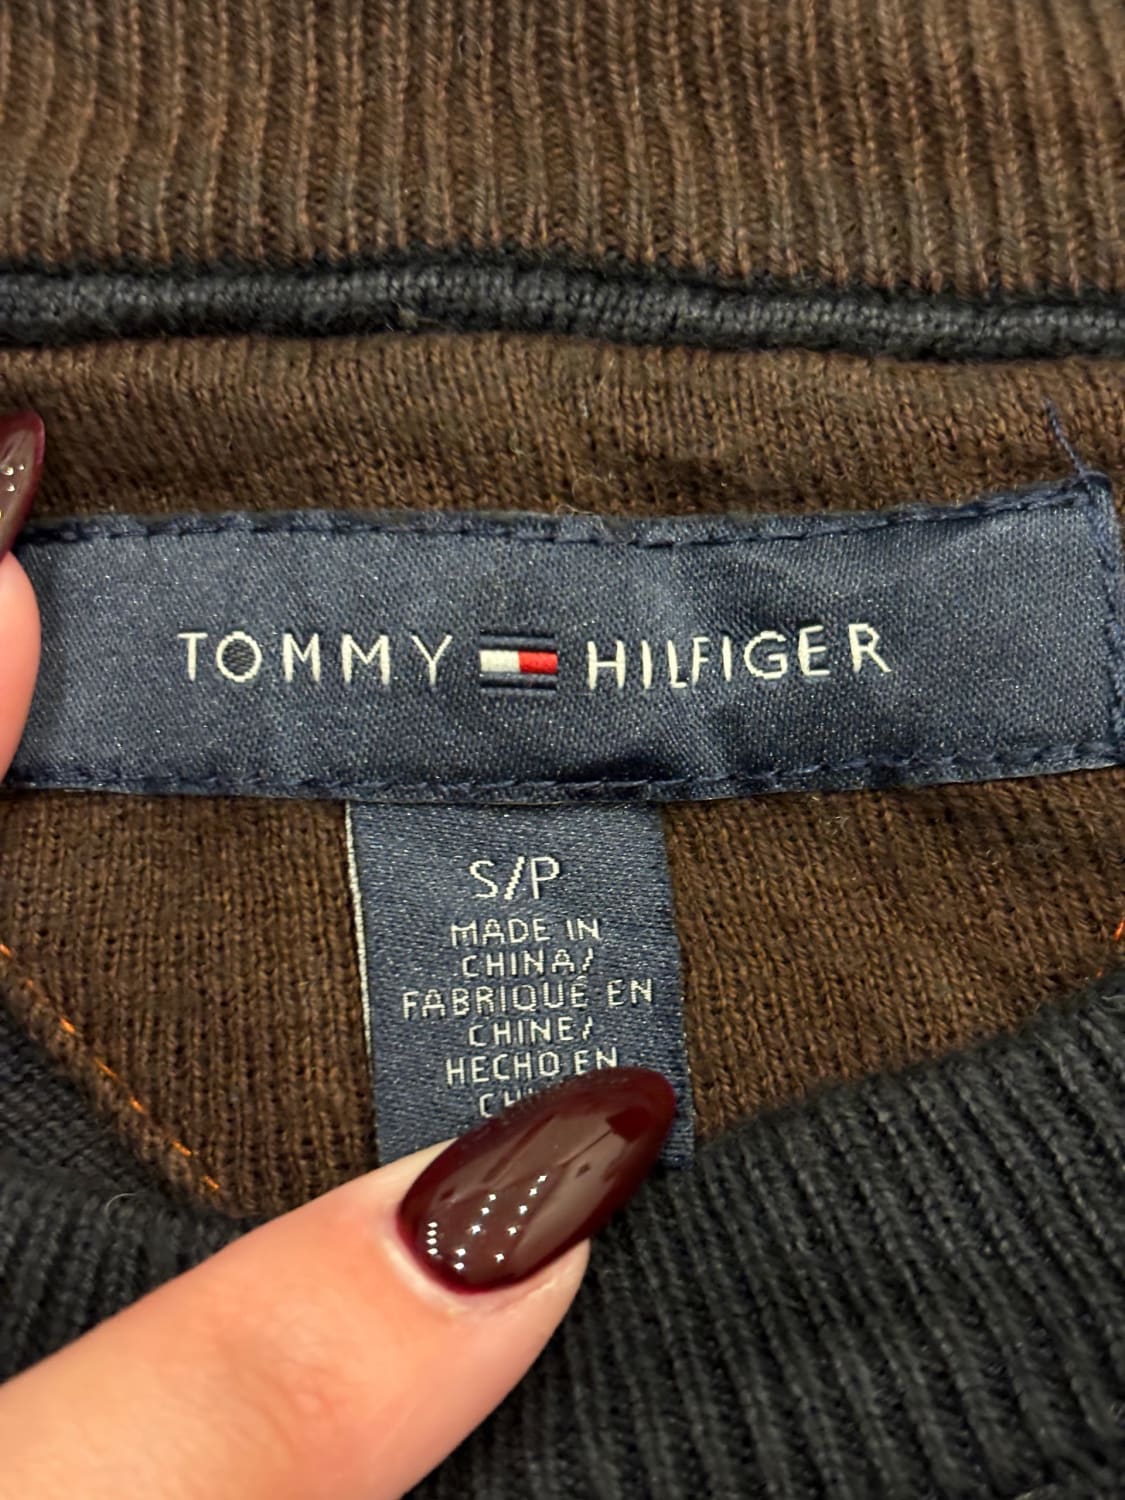 TOMMY HILFIGER
S/P
MADE IN
CHINA/
FABRIQUÉ EN
CHINE/
HECHO EN